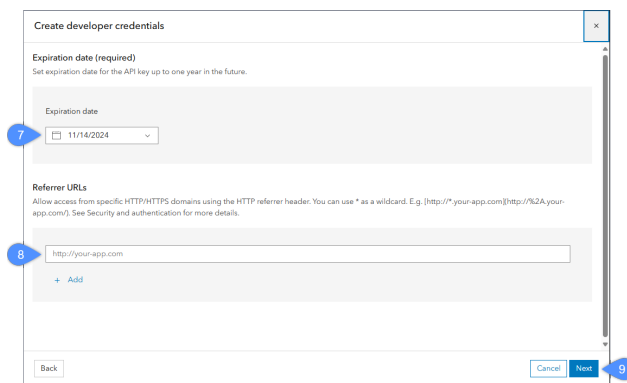 Create developer credentials
×
Expiration date (required)
Set expiration date for the API key up to one year in the future.
Expiration date
7
11/14/2024
Referrer URLs
Allow access from specific HTTP/HTTPS domains using the HTTP referrer header. You can use * as a wildcard. E.g. [http://*.your-app.com](http://%2A.your-
app.com/). See Security and authentication for more details.
8
http://your-app.com
+ Add
Back
Cancel
Next
9